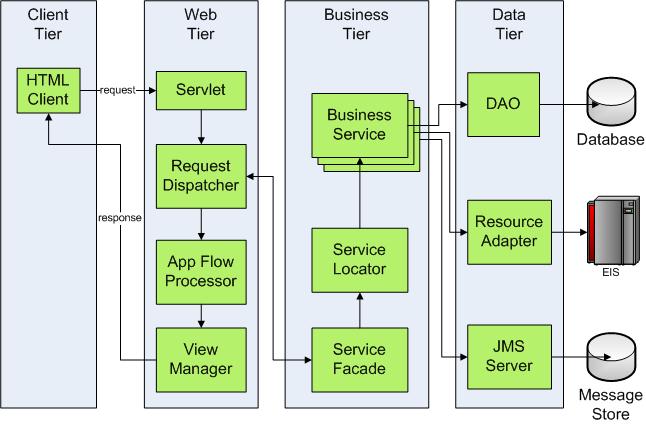 Client
Tier
Web
Tier
Business
Tier
Data
Tier
HTML
Client
request
Servlet
Business
Service
DAO
Database
Request
Dispatcher
response
Resource
Adapter
EIS
App Flow
Processor
Service
Locator
View
Manager
Service
Facade
JMS
Server
Message
Store